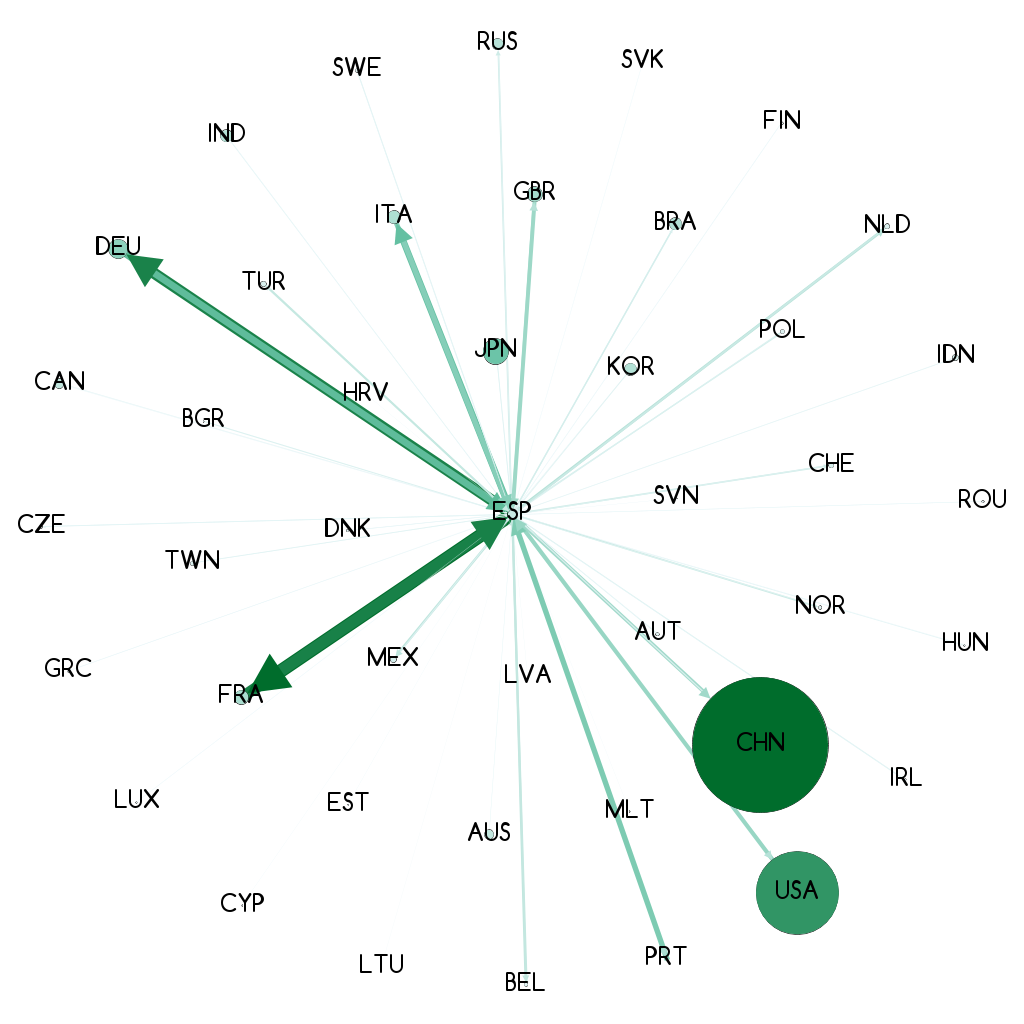 RUS
SVK
SWE
FIN
IND
GBR
ITA
BRA
NLD
DEU
TUR
POL
JPN
IDN
KOR
CAN
HRV
BGR
CHE
SVN
ROU
ESP
CZE
DNK
TWN
NOR
AUT
HUN
MEX
GRC
LVA
FRA
CHN
IRL
LUX
EST
MLT
AUS
USA
CYP
PRT
LTU
BEL